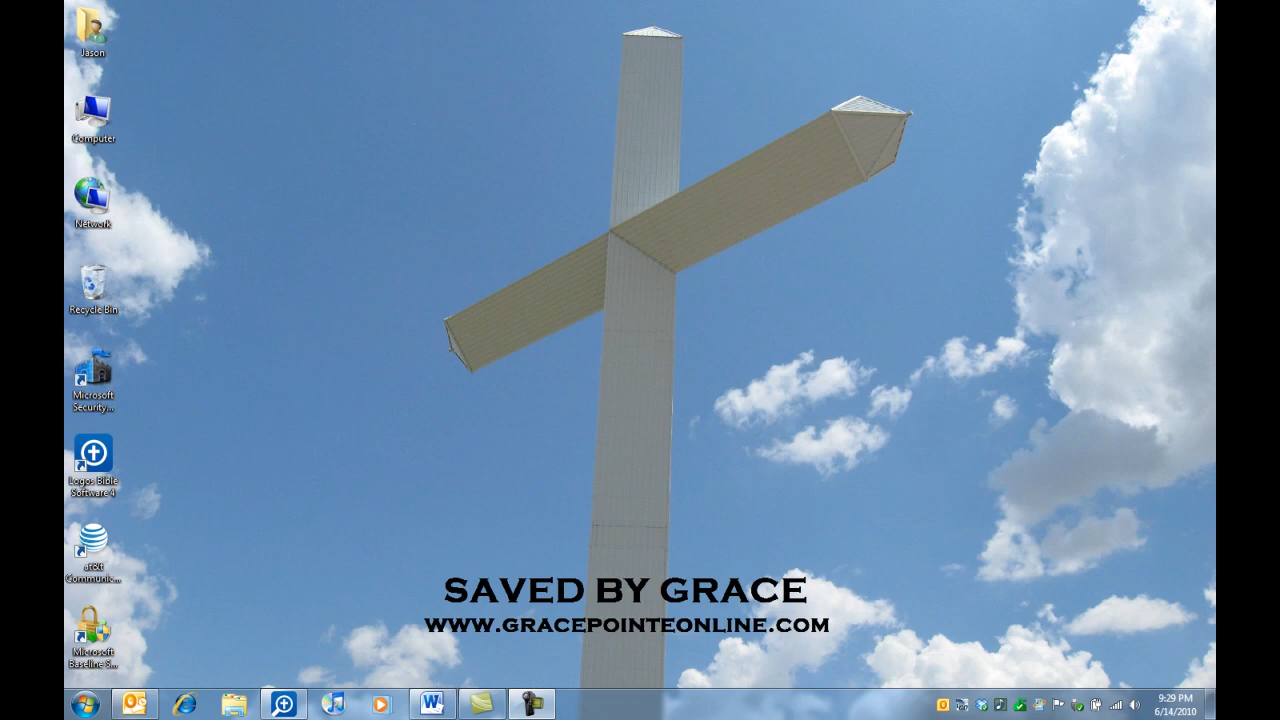 Jason
Computer
Network
Recycle Bin
Microsoft
Security...
Logos Bible
Software 4
at&t
Communic...
Microsoft
Baseline S...
SAVED BY GRACE
WWW.GRACEPOINTEONLINE.COM
9:29 PM
6/14/2010